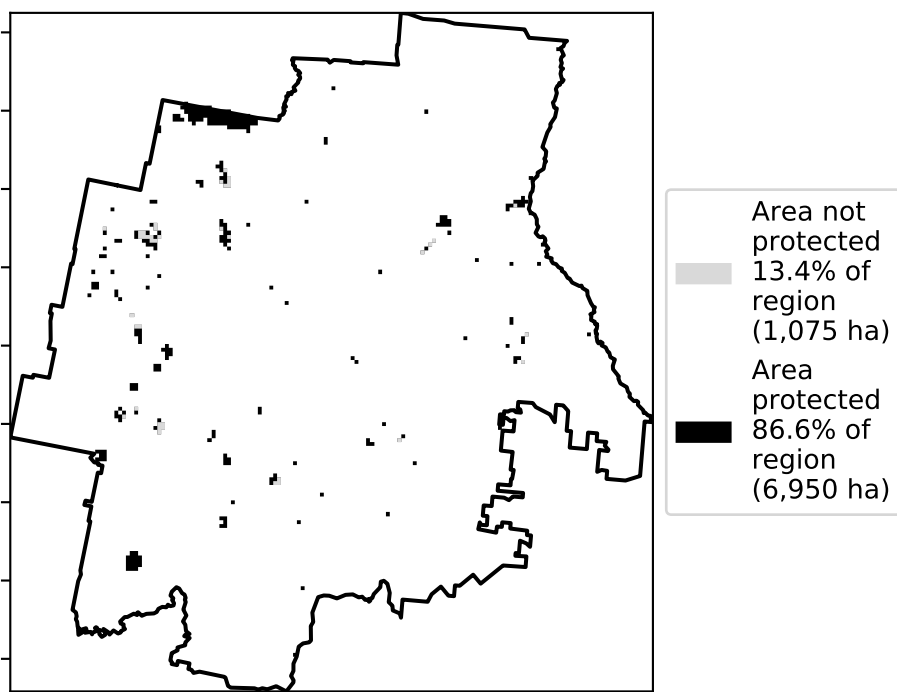 Area not
protected
13.4% of
region
(1,075 ha)
Area
protected
86.6% of
region
(6,950 ha)